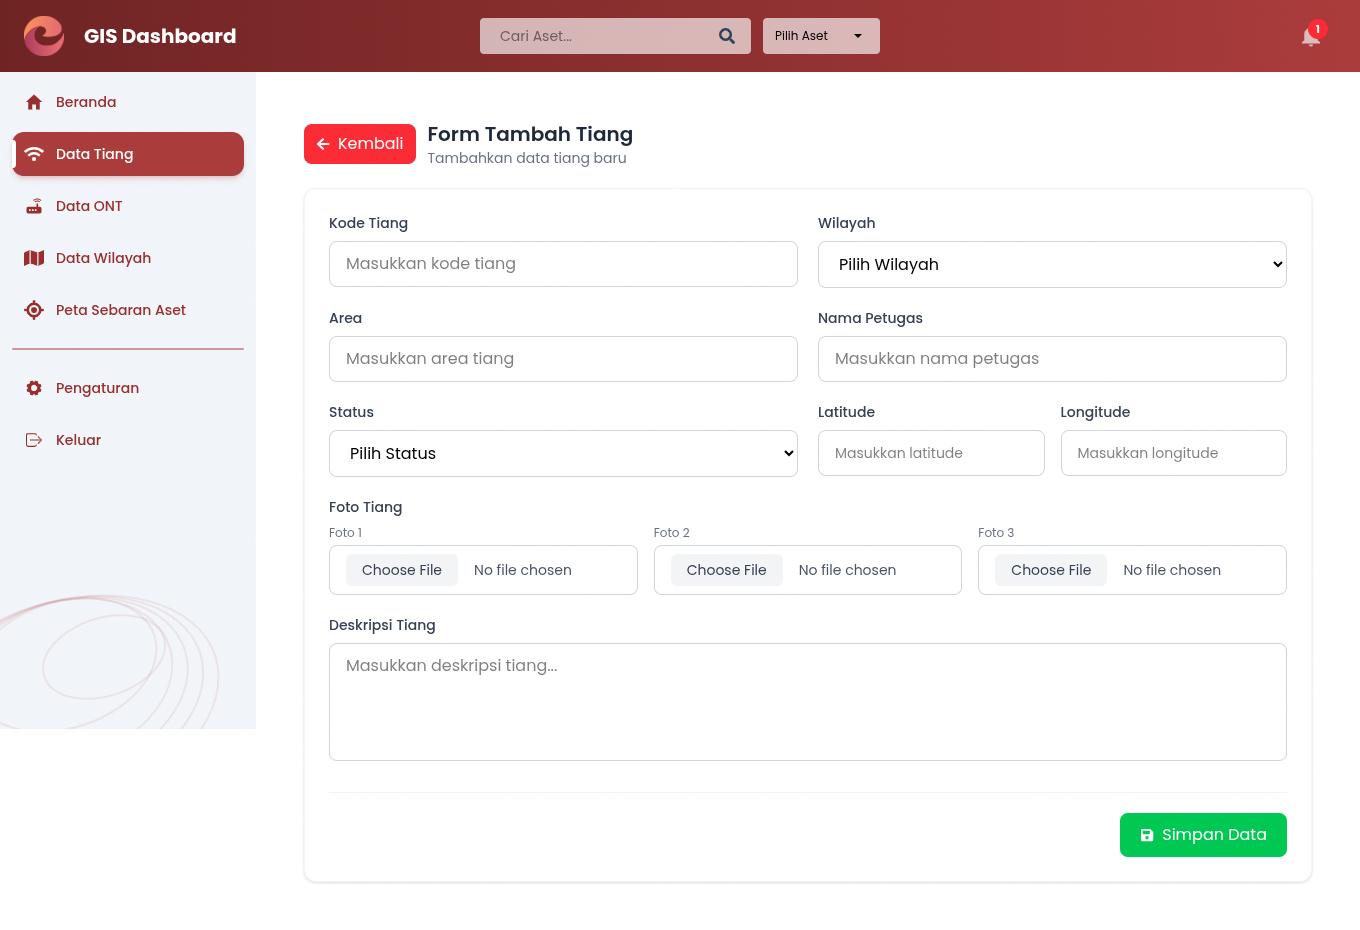 GIS Dashboard
Cari Aset...
Pilih Aset
1
Beranda
Data Tiang
Data ONT
Data Wilayah
Peta Sebaran Aset
Pengaturan
Keluar
Kembali
Form Tambah Tiang
Tambahkan data tiang baru
Kode Tiang
Wilayah
Masukkan kode tiang
Pilih Wilayah
Area
Nama Petugas
Masukkan area tiang
Masukkan nama petugas
Status
Latitude
Longitude
Pilih Status
Masukkan latitude
Masukkan longitude
Foto Tiang
Foto 1
Foto 2
Foto 3
Choose File No file chosen
Choose File No file chosen
Choose File No file chosen
Deskripsi Tiang
Masukkan deskripsi tiang...
Simpan Data